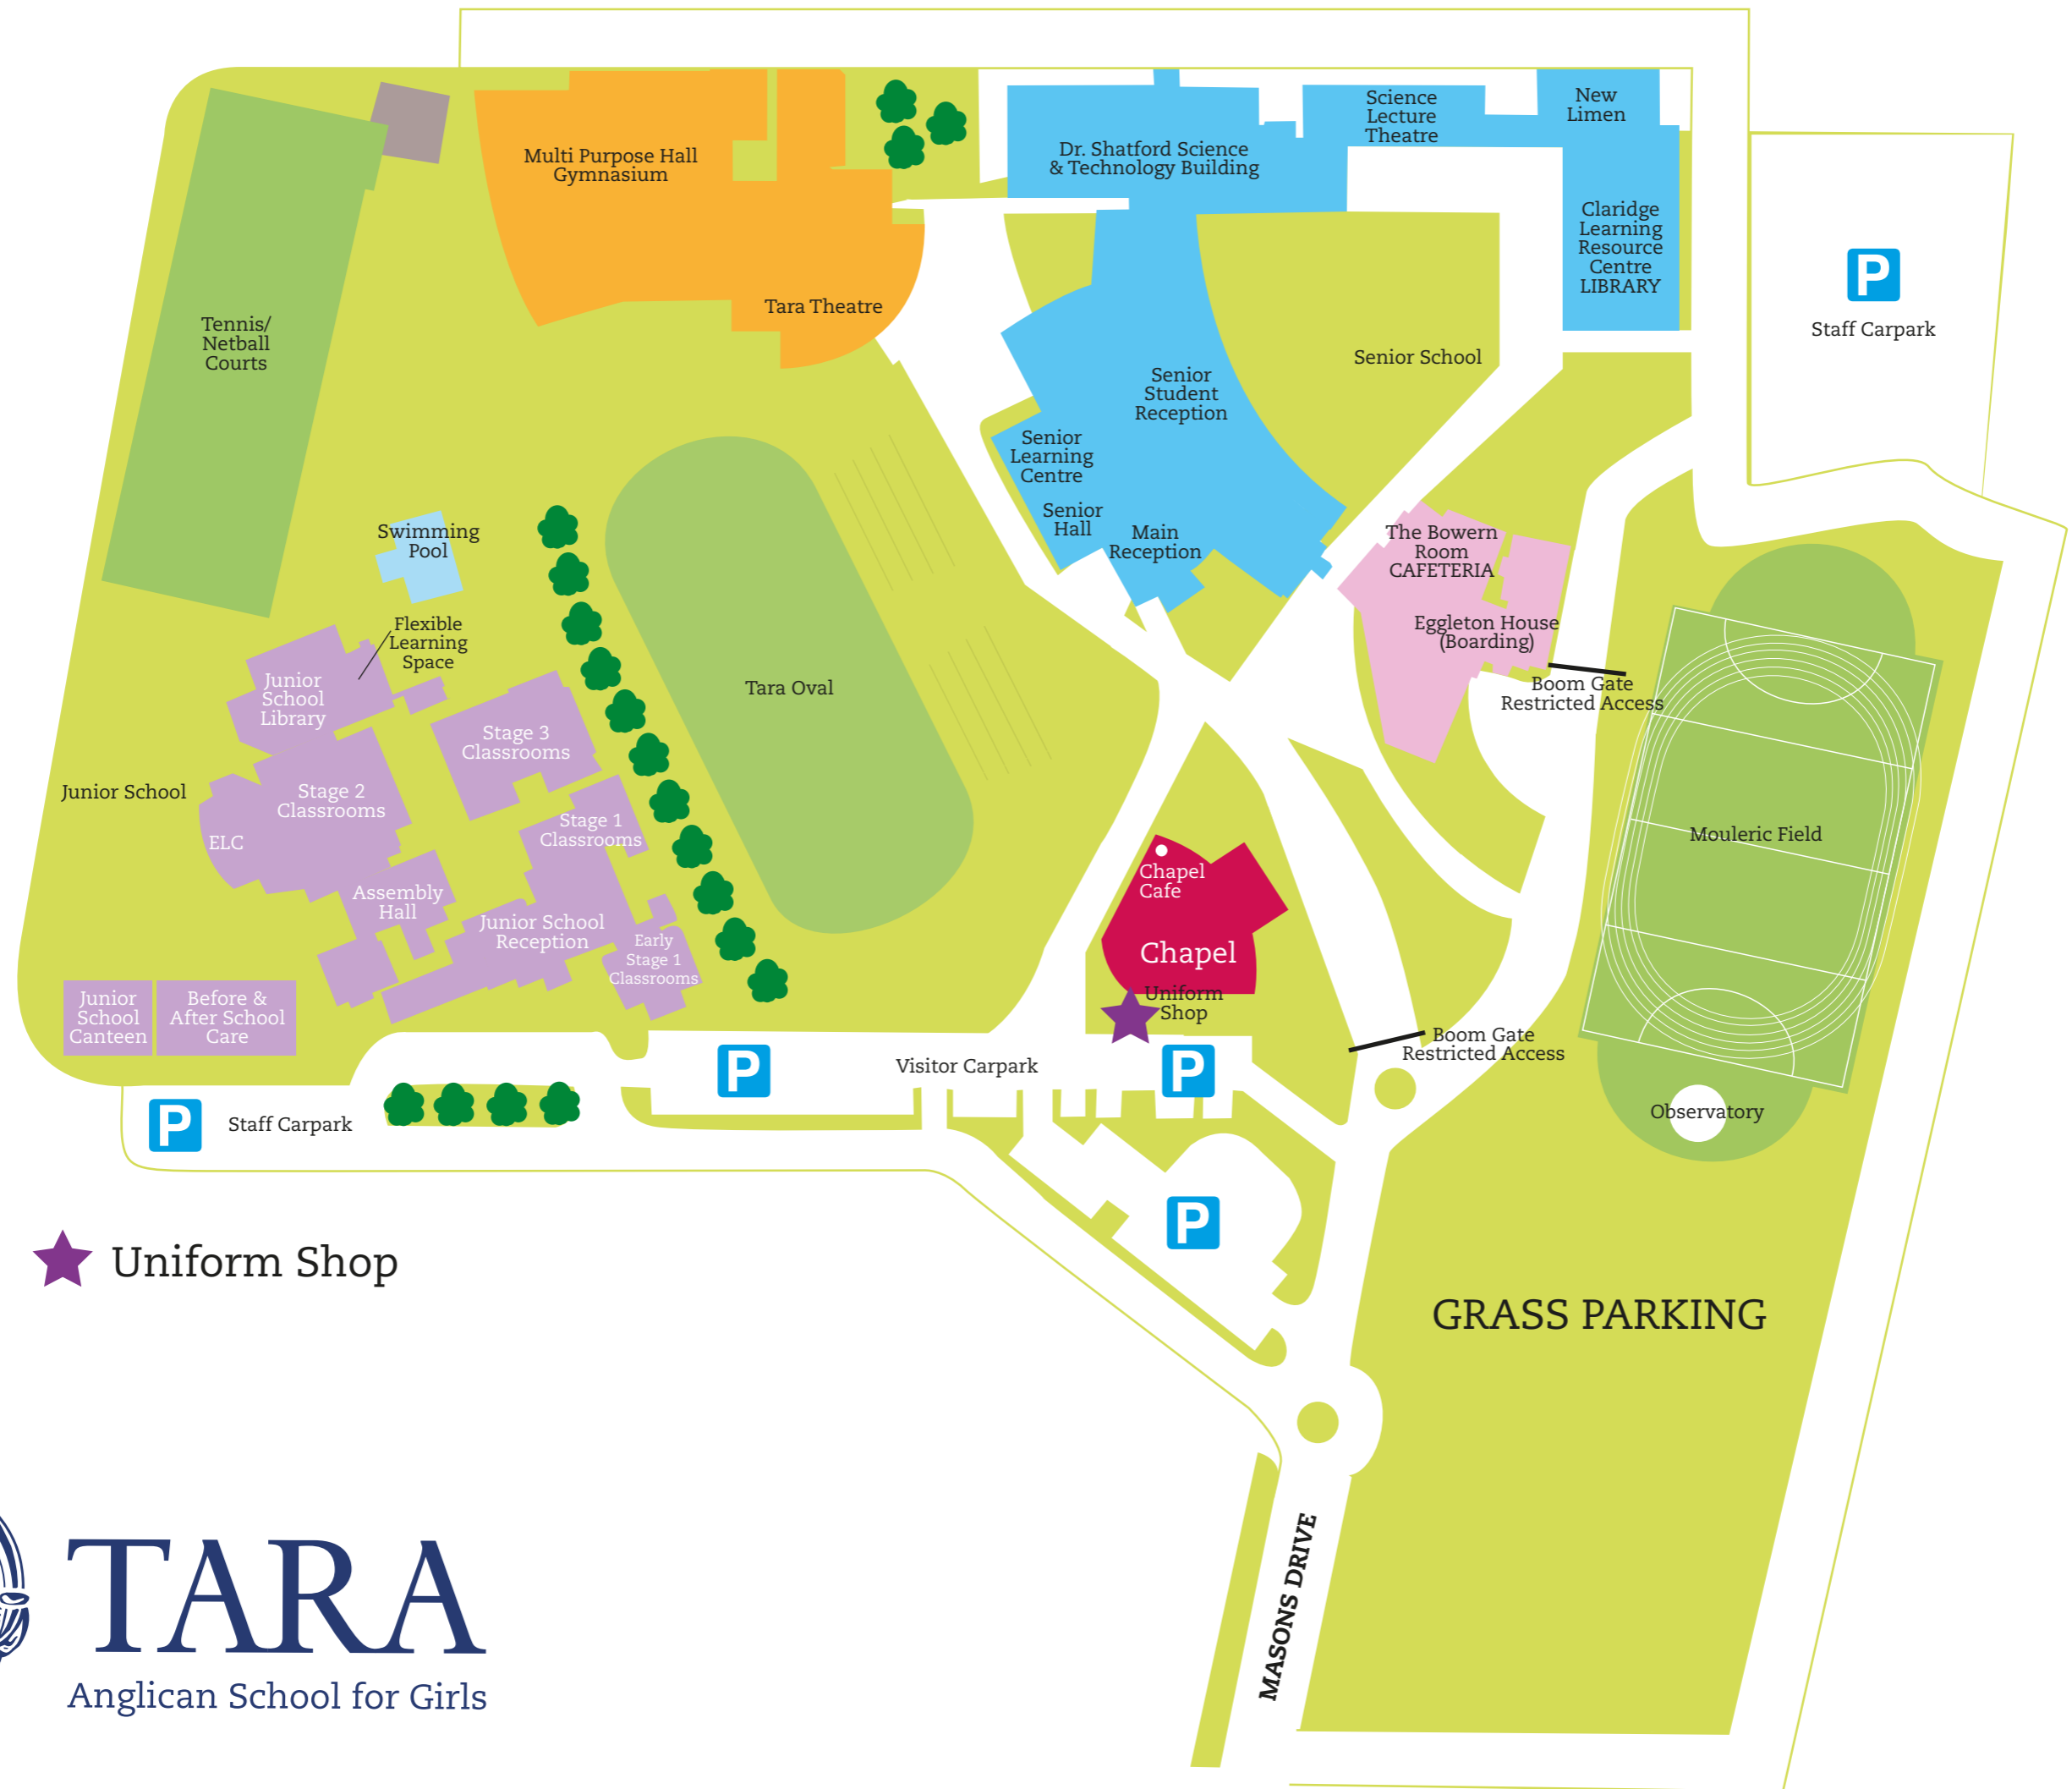 Multi Purpose Hall
Gymnasium
Tara Theatre
Dr. Shatford Science
& Technology Building
Science
Lecture
Theatre
New
Limen
Claridge
Learning
Resource
Centre
LIBRARY
P
Staff Carpark
Tennis/
Netball
Courts
Senior School
Senior
Student
Reception
Senior
Learning
Centre
Senior
Hall
Main
Reception
Swimming
Pool
The Bowern
Room
CAFETERIA
Eggleton House
(Boarding)
Boom Gate
Restricted Access
Flexible
Learning
Space
Junior
School
Library
Tara Oval
Stage 3
Classrooms
Junior School
Stage 2
Classrooms
Stage 1
Classrooms
ELC
Mouleric Field
Assembly
Hall
Chapel
Cafe
Junior School
Reception
Early
Stage 1
Classrooms
Chapel
Uniform
Shop
Junior
School
Canteen
Before &
After School
Care
Boom Gate
Restricted Access
P
Visitor Carpark
P
P
Staff Carpark
Observatory
P
Uniform Shop
GRASS PARKING
MASONS DRIVE
TARA
Anglican School for Girls